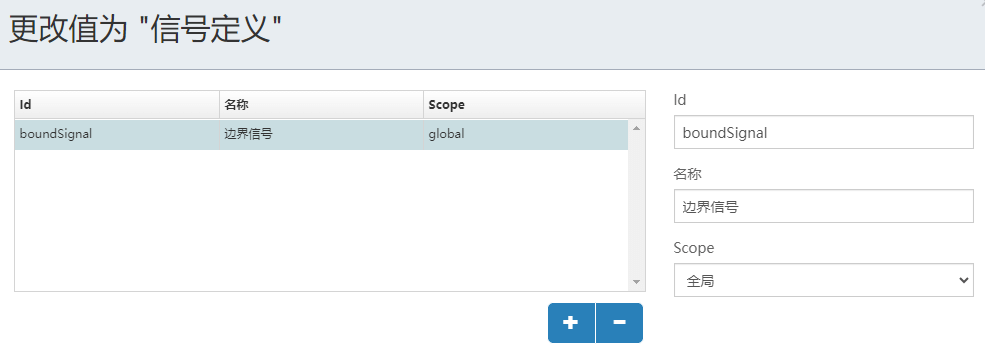 更改值为 "信号定义"
Id 名称 Scope
boundSignal 边界信号 global
Id
boundSignal
名称
边界信号
Scope
全局